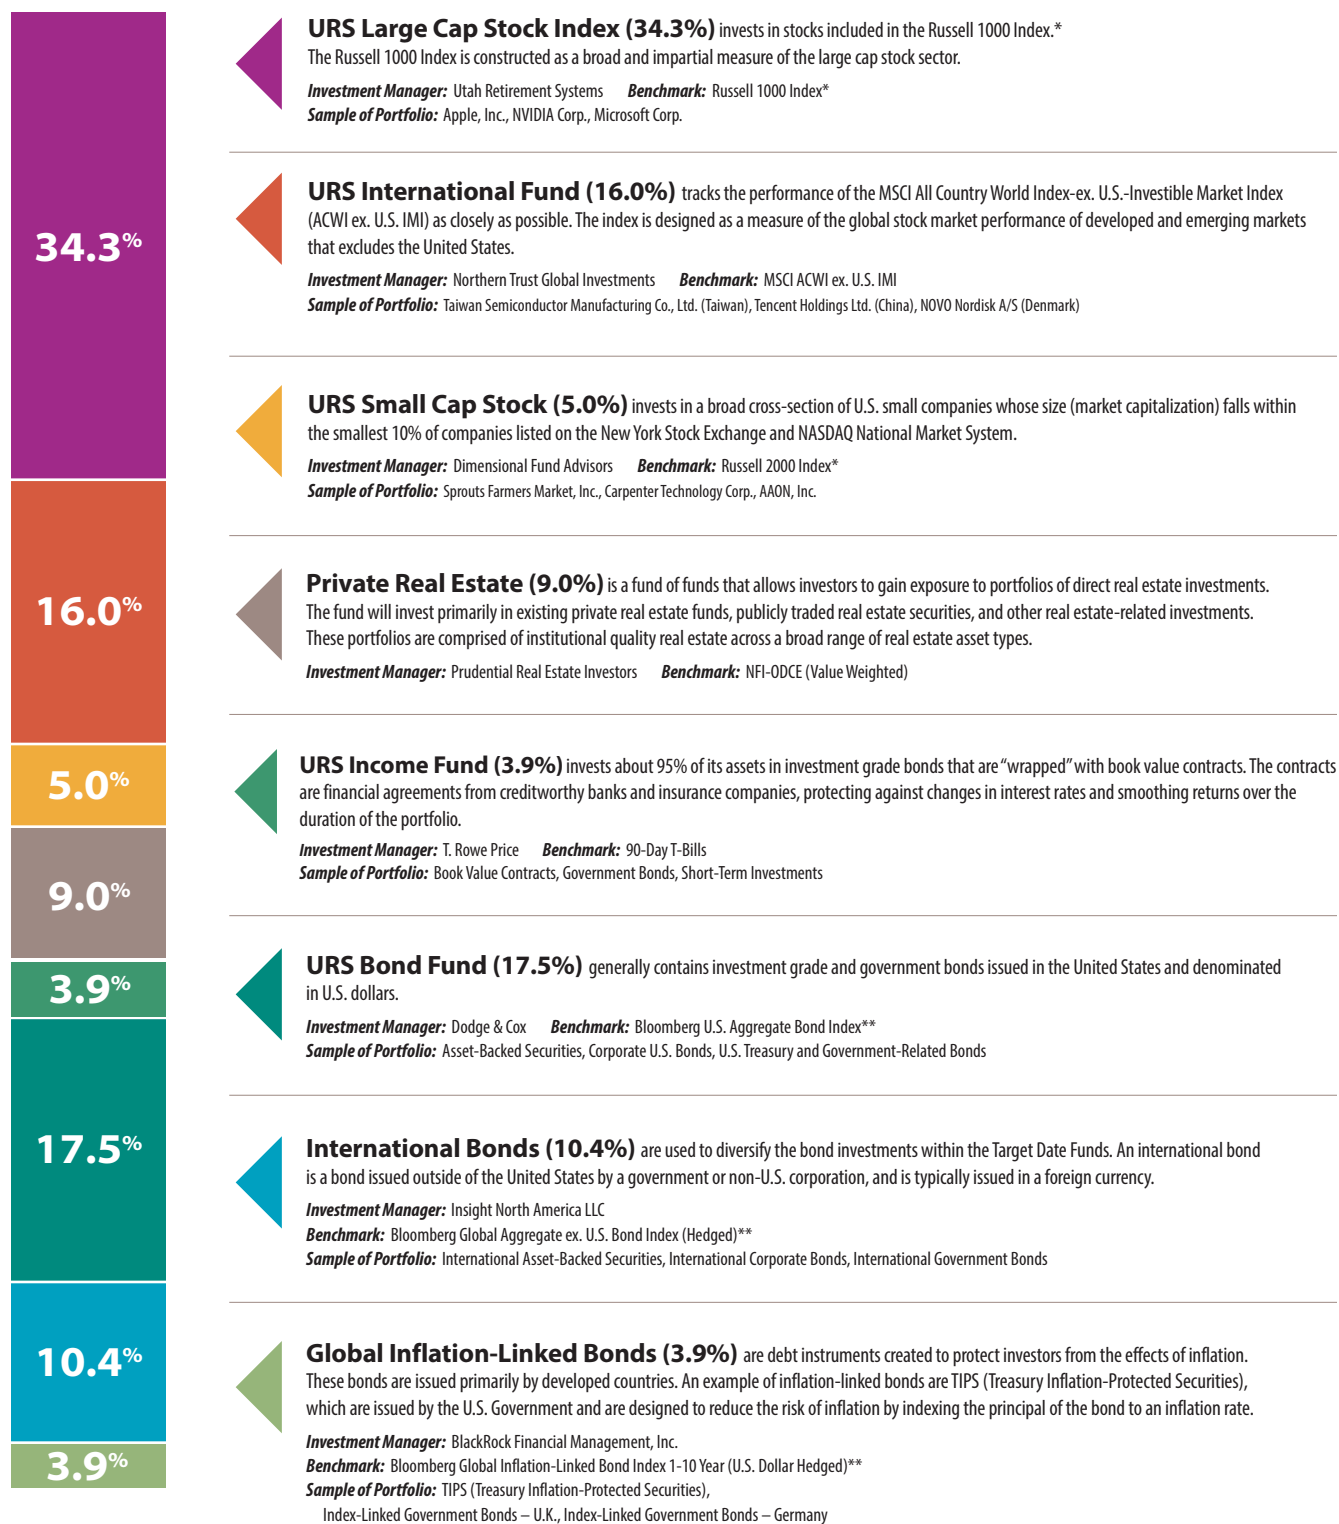 34.3%
16.0%
5.0%
9.0%
3.9%
17.5%
10.4%
3.9%
URS Large Cap Stock Index (34.3%) invests in stocks included in the Russell 1000 Index.*
The Russell 1000 Index is constructed as a broad and impartial measure of the large cap stock sector.
Investment Manager: Utah Retirement Systems Benchmark: Russell 1000 Index*
Sample of Portfolio: Apple, Inc., NVIDIA Corp., Microsoft Corp.
URS International Fund (16.0%) tracks the performance of the MSCI All Country World Index-ex. U.S.-Investible Market Index
(ACWI ex. U.S. IMI) as closely as possible. The index is designed as a measure of the global stock market performance of developed and emerging markets
that excludes the United States.
Investment Manager: Northern Trust Global Investments Benchmark: MSCI ACWI ex. U.S. IMI
Sample of Portfolio: Taiwan Semiconductor Manufacturing Co., Ltd. (Taiwan), Tencent Holdings Ltd. (China), NOVO Nordisk A/S (Denmark)
URS Small Cap Stock (5.0%) invests in a broad cross-section of U.S. small companies whose size (market capitalization) falls within
the smallest 10% of companies listed on the New York Stock Exchange and NASDAQ National Market System.
Investment Manager: Dimensional Fund Advisors Benchmark: Russell 2000 Index*
Sample of Portfolio: Sprouts Farmers Market, Inc., Carpenter Technology Corp., AAON, Inc.
Private Real Estate (9.0%) is a fund of funds that allows investors to gain exposure to portfolios of direct real estate investments.
The fund will invest primarily in existing private real estate funds, publicly traded real estate securities, and other real estate-related investments.
These portfolios are comprised of institutional quality real estate across a broad range of real estate asset types.
Investment Manager: Prudential Real Estate Investors Benchmark: NFI-ODCE (Value Weighted)
URS Income Fund (3.9%) invests about 95% of its assets in investment grade bonds that are “wrapped” with book value contracts. The contracts
are financial agreements from creditworthy banks and insurance companies, protecting against changes in interest rates and smoothing returns over the
duration of the portfolio.
Investment Manager: T. Rowe Price Benchmark: 90-Day T-Bills
Sample of Portfolio: Book Value Contracts, Government Bonds, Short-Term Investments
URS Bond Fund (17.5%) generally contains investment grade and government bonds issued in the United States and denominated
in U.S. dollars.
Investment Manager: Dodge & Cox Benchmark: Bloomberg U.S. Aggregate Bond Index**
Sample of Portfolio: Asset-Backed Securities, Corporate U.S. Bonds, U.S. Treasury and Government-Related Bonds
International Bonds (10.4%) are used to diversify the bond investments within the Target Date Funds. An international bond
is a bond issued outside of the United States by a government or non-U.S. corporation, and is typically issued in a foreign currency.
Investment Manager: Insight North America LLC
Benchmark: Bloomberg Global Aggregate ex. U.S. Bond Index (Hedged)**
Sample of Portfolio: International Asset-Backed Securities, International Corporate Bonds, International Government Bonds
Global Inflation-Linked Bonds (3.9%) are debt instruments created to protect investors from the effects of inflation.
These bonds are issued primarily by developed countries. An example of inflation-linked bonds are TIPS (Treasury Inflation-Protected Securities),
which are issued by the U.S. Government and are designed to reduce the risk of inflation by indexing the principal of the bond to an inflation rate.
Investment Manager: BlackRock Financial Management, Inc.
Benchmark: Bloomberg Global Inflation-Linked Bond Index 1-10 Year (U.S. Dollar Hedged)**
Sample of Portfolio: TIPS (Treasury Inflation-Protected Securities),
Index-Linked Government Bonds – U.K., Index-Linked Government Bonds – Germany